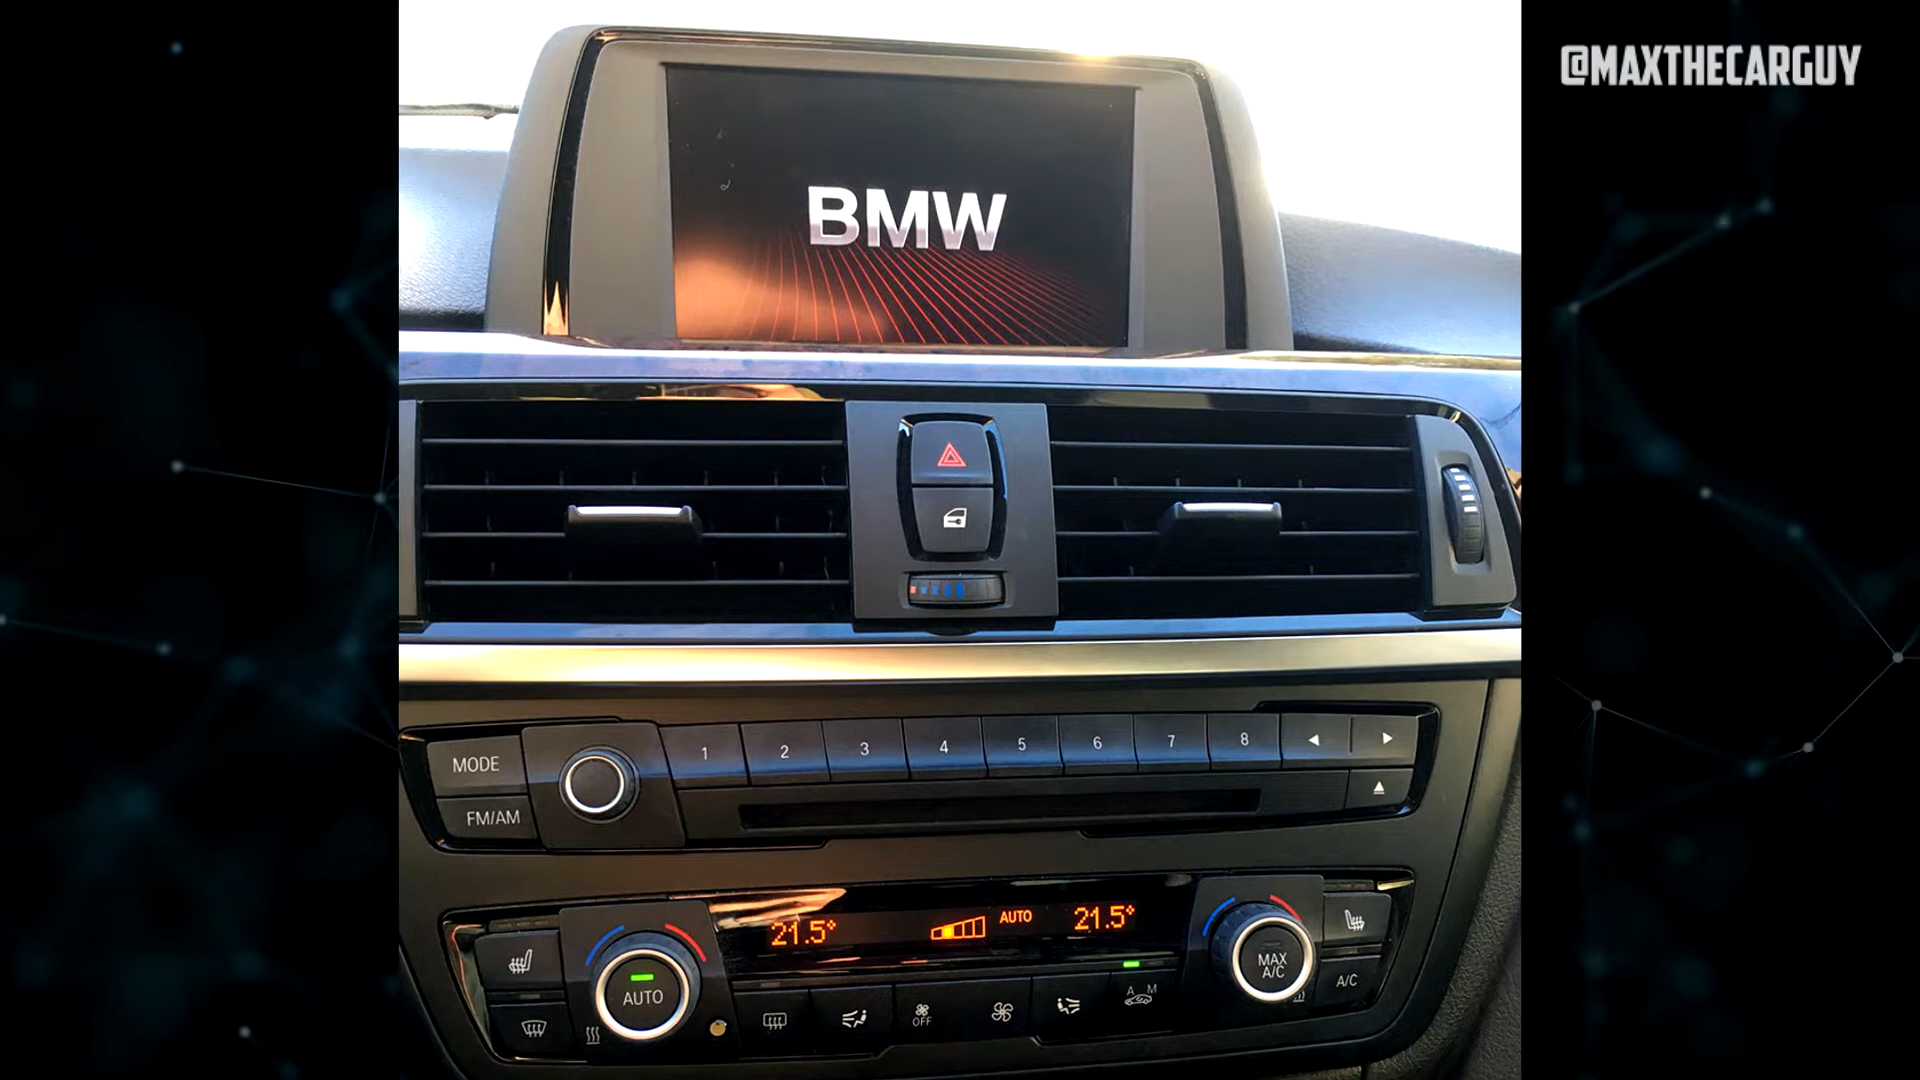 @MAXTHECARGUY
BMW
MODE
1 2 3 4 5 6 7 8
FM/AM
21.5° AUTO 21.5°
AUTO
MAX
A/C
A/C
OFF
A M